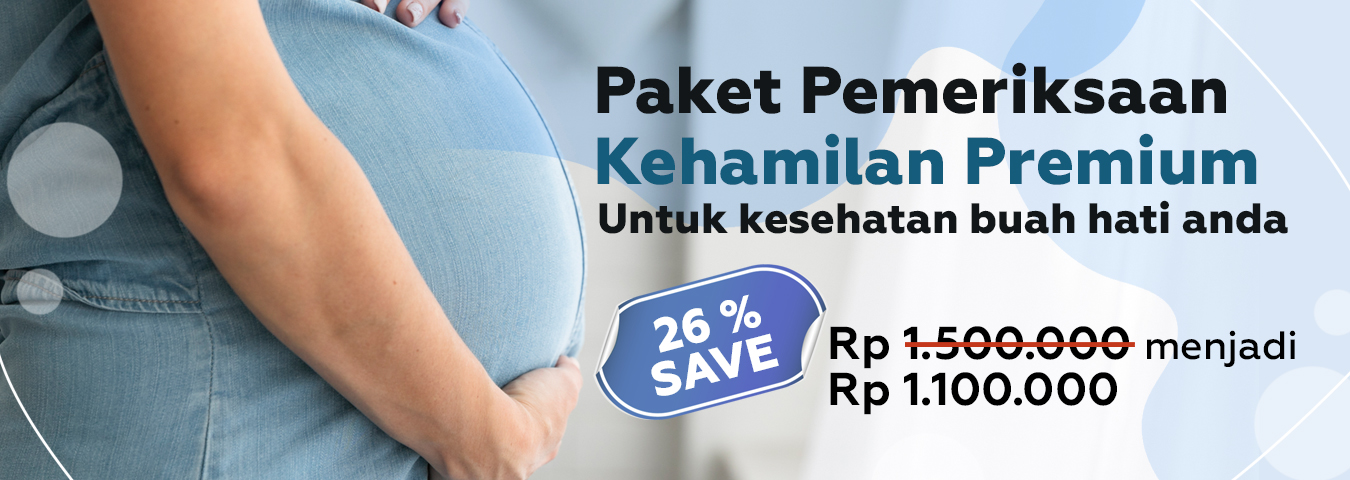 Paket Pemeriksaan
Kehamilan Premium
Untuk kesehatan buah hati anda
26 %
SAVE
Rp 1.500.000 menjadi
Rp 1.100.000